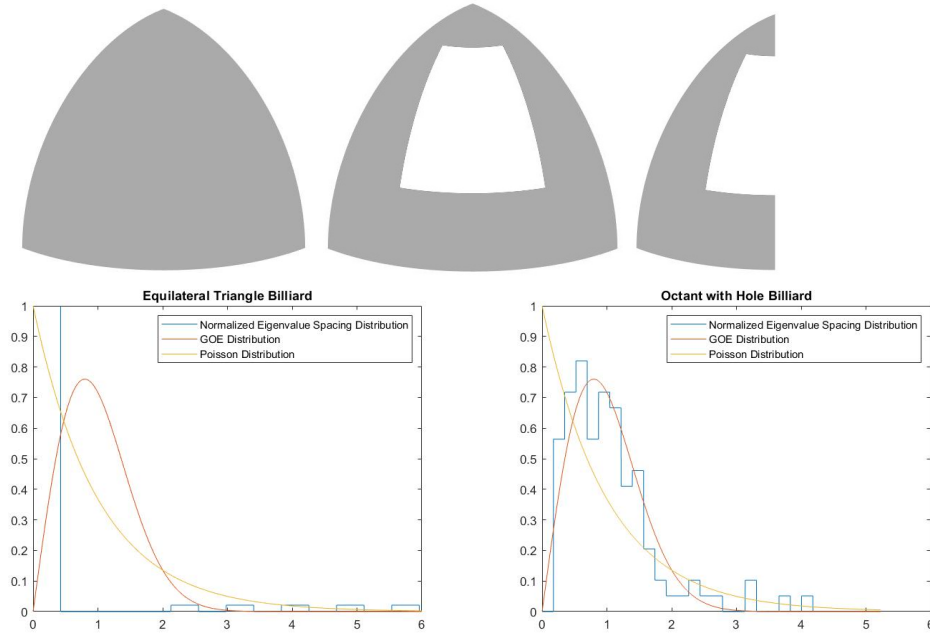 Equilateral Triangle Billiard
1
0.9
0.8
0.7
0.6
0.5
0.4
0.3
0.2
0.1
0
Normalized Eigenvalue Spacing Distribution
GOE Distribution
Poisson Distribution
0 1 2 3 4 5 6
Octant with Hole Billiard
1
0.9
0.8
0.7
0.6
0.5
0.4
0.3
0.2
0.1
0
Normalized Eigenvalue Spacing Distribution
GOE Distribution
Poisson Distribution
0 1 2 3 4 5 6